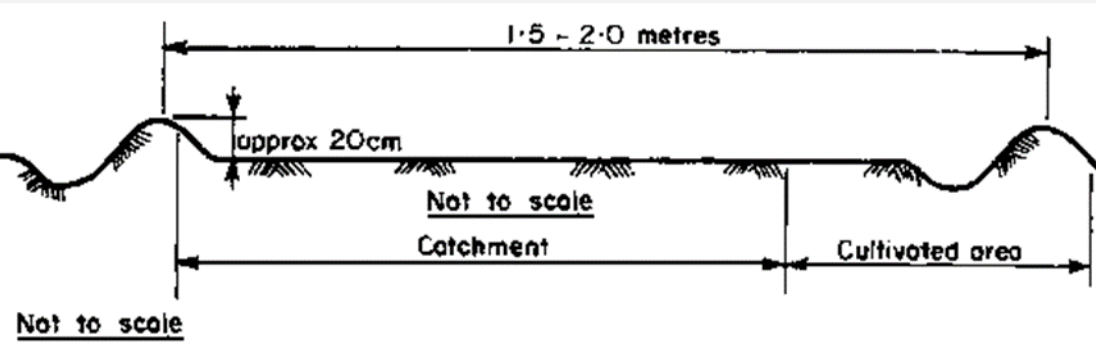 1·5 - 2·0 metres
approx 20cm
Not to scale
Catchment
Cultivated area
Not to scale